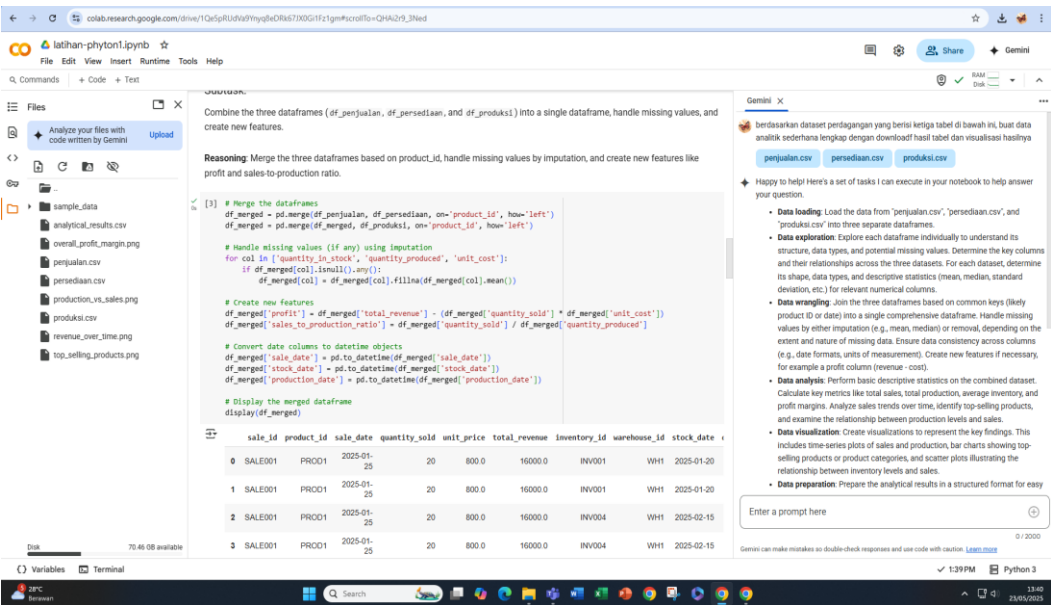 colab.research.google.com/drive/1Qe5pRUdVa9Ynyq8eDRk67JX0Gi1Fz1gm#scrollTo=QHAi2r9_3Ned
latihan-phyton1.ipynb
File Edit View Insert Runtime Tools Help
Share
Gemini
Commands + Code + Text
RAM
Disk
Files
Analyze your files with
code written by Gemini
Upload
..
sample_data
analytical_results.csv
overall_profit_margin.png
penjualan.csv
persediaan.csv
production_vs_sales.png
produksi.csv
revenue_over_time.png
top_selling_products.png
Disk
70.46 GB available
Subtask:
Combine the three dataframes (df_penjualan, df_persediaan, and df_produksi) into a single dataframe, handle missing values, and
create new features.
Reasoning: Merge the three dataframes based on product_id, handle missing values by imputation, and create new features like
profit and sales-to-production ratio.
[3]
# Merge the dataframes
df_merged = pd.merge(df_penjualan, df_persediaan, on='product_id', how='left')
df_merged = pd.merge(df_merged, df_produksi, on='product_id', how='left')
# Handle missing values (if any) using imputation
for col in ['quantity_in_stock', 'quantity_produced', 'unit_cost']:
if df_merged[col].isnull().any():
df_merged[col] = df_merged[col].fillna(df_merged[col].mean())
# Create new features
df_merged['profit'] = df_merged['total_revenue'] - (df_merged['quantity_sold'] * df_merged['unit_cost'])
df_merged['sales_to_production_ratio'] = df_merged['quantity_sold'] / df_merged['quantity_produced']
# Convert date columns to datetime objects
df_merged['sale_date'] = pd.to_datetime(df_merged['sale_date'])
df_merged['stock_date'] = pd.to_datetime(df_merged['stock_date'])
df_merged['production_date'] = pd.to_datetime(df_merged['production_date'])
# Display the merged dataframe
display(df_merged)
sale_id product_id sale_date quantity_sold unit_price total_revenue inventory_id warehouse_id stock_date
0 SALE001 PROD1 2025-01-25 20 800.0 16000.0 INV001 WH1 2025-01-20
1 SALE001 PROD1 2025-01-25 20 800.0 16000.0 INV001 WH1 2025-01-20
2 SALE001 PROD1 2025-01-25 20 800.0 16000.0 INV004 WH1 2025-02-15
3 SALE001 PROD1 2025-01-25 20 800.0 16000.0 INV004 WH1 2025-02-15
Gemini
berdasarkan dataset perdagangan yang berisi ketiga tabel di bawah ini, buat data
analitik sederhana lengkap dengan downloadf hasil tabel dan visualisasi hasilnya
penjualan.csv persediaan.csv produksi.csv
Happy to help! Here's a set of tasks I can execute in your notebook to help answer
your question.
• Data loading: Load the data from "penjualan.csv", "persediaan.csv", and
"produksi.csv" into three separate dataframes.
• Data exploration: Explore each dataframe individually to understand its
structure, data types, and potential missing values. Determine the key columns
and their relationships across the three datasets. For each dataset, determine
its shape, data types, and descriptive statistics (mean, median, standard
deviation, etc.) for relevant numerical columns.
• Data wrangling: Join the three dataframes based on common keys (likely
product ID or date) into a single comprehensive dataframe. Handle missing
values by either imputation (e.g., mean, median) or removal, depending on the
extent and nature of missing data. Ensure data consistency across columns
(e.g., date formats, units of measurement). Create new features if necessary,
for example a profit column (revenue - cost).
• Data analysis: Perform basic descriptive statistics on the combined dataset.
Calculate key metrics like total sales, total production, average inventory, and
profit margins. Analyze sales trends over time, identify top-selling products,
and examine the relationship between production levels and sales.
• Data visualization: Create visualizations to represent the key findings. This
includes time-series plots of sales and production, bar charts showing top-
selling products or product categories, and scatter plots illustrating the
relationship between inventory levels and sales.
• Data preparation: Prepare the analytical results in a structured format for easy
Enter a prompt here
0 / 2000
Gemini can make mistakes so double-check responses and use code with caution. Learn more
Variables Terminal
1:39 PM Python 3
28°C
Berawan
Search
13:40
23/05/2025